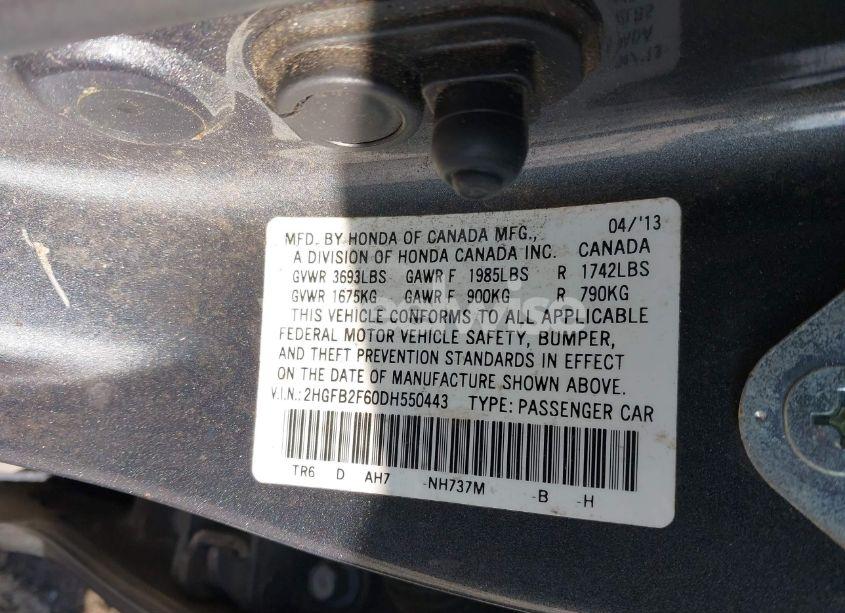 04/'13
MFD. BY HONDA OF CANADA MFG., 
A DIVISION OF HONDA CANADA INC. CANADA
GVWR 3693LBS GAWR F 1985LBS R 1742LBS
GVWR 1675KG GAWR F 900KG R 790KG
THIS VEHICLE CONFORMS TO ALL APPLICABLE
FEDERAL MOTOR VEHICLE SAFETY, BUMPER,
AND THEFT PREVENTION STANDARDS IN EFFECT
ON THE DATE OF MANUFACTURE SHOWN ABOVE.
V.I.N.: 2HGFB2F60DH550443 TYPE: PASSENGER CAR
TR6 D AH7 -NH737M -B -H